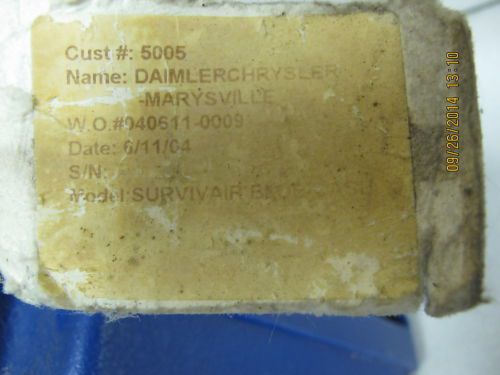 Cust #: 5005
Name: DAIMLERCHRYSLER
-MARYSVILLE
W.O.#040611-0009
Date: 6/11/04
S/N:
Model: SURVIVAIR
09/26/2014 13:10